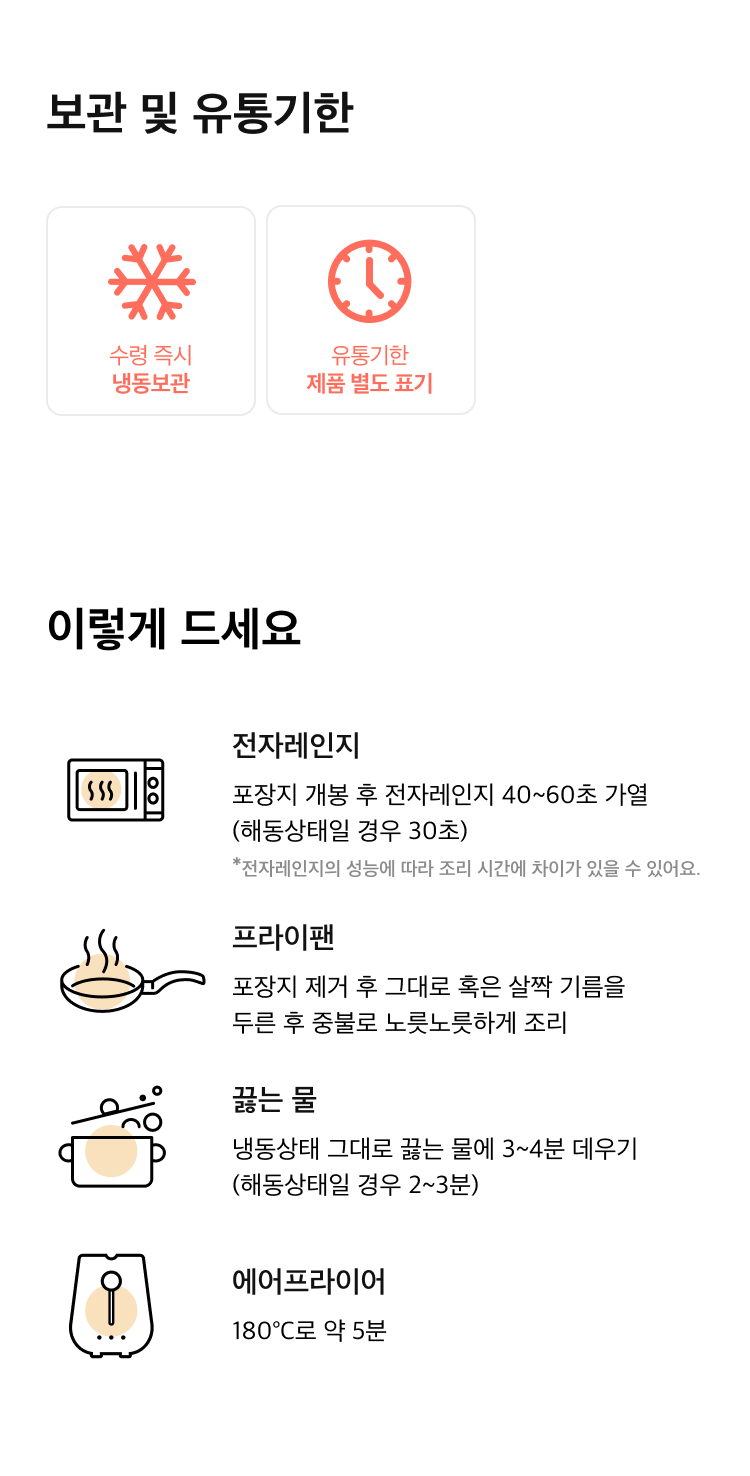 보관 및 유통기한
수령 즉시
냉동보관
유통기한
제품 별도 표기
이렇게 드세요
전자레인지
포장지 개봉 후 전자레인지 40~60초 가열
(해동상태일 경우 30초)
*전자레인지의 성능에 따라 조리 시간에 차이가 있을 수 있어요.
프라이팬
포장지 제거 후 그대로 혹은 살짝 기름을
두른 후 중불로 노릇노릇하게 조리
끓는 물
냉동상태 그대로 끓는 물에 3~4분 데우기
(해동상태일 경우 2~3분)
에어프라이어
180°C로 약 5분